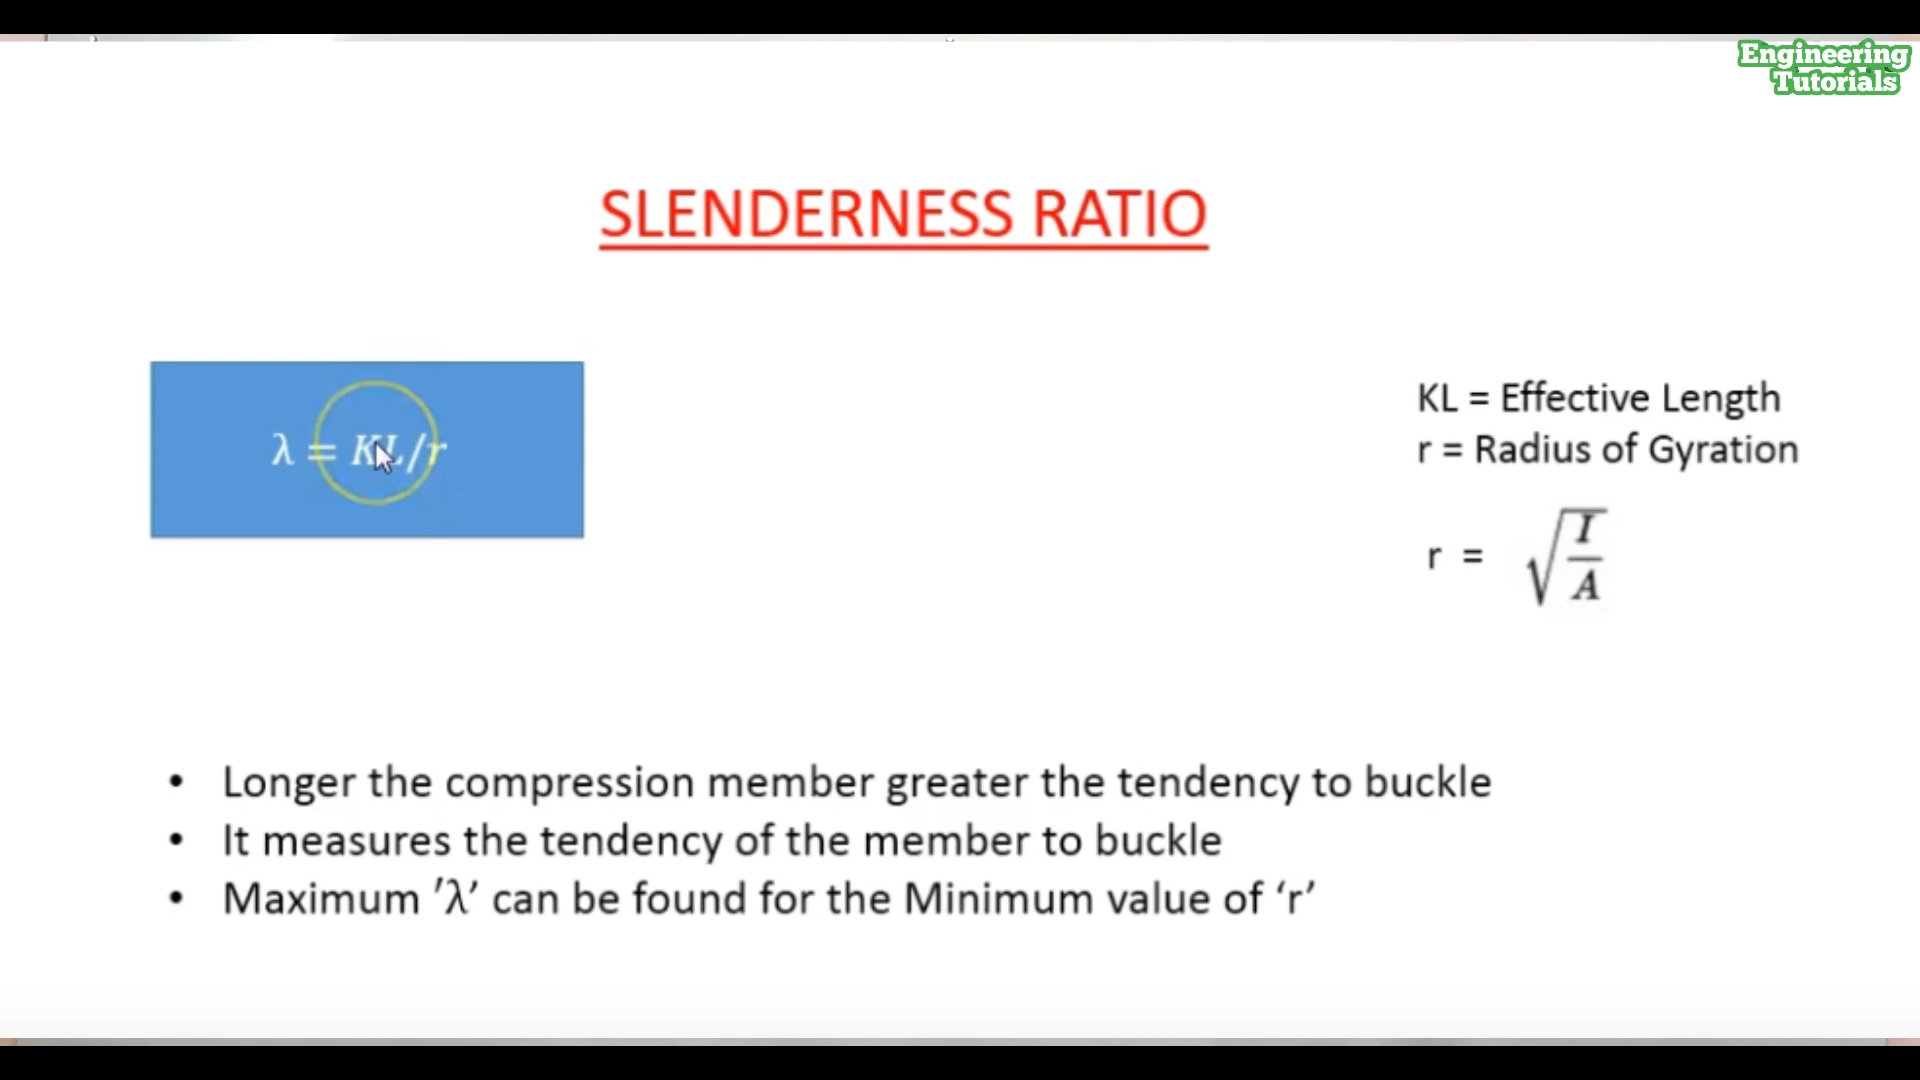 Engineering
Tutorials
SLENDERNESS RATIO
λ = KL/r
KL = Effective Length
r = Radius of Gyration
r = √(I/A)
• Longer the compression member greater the tendency to buckle
• It measures the tendency of the member to buckle
• Maximum ′λ’ can be found for the Minimum value of ‘r’